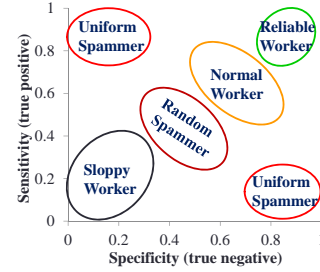 Sensitivity (true positive)
1
0.8
0.6
0.4
0.2
0
Uniform
Spammer
Reliable
Worker
Normal
Worker
Random
Spammer
Sloppy
Worker
Uniform
Spammer
0
0.2
0.4
0.6
0.8
Specificity (true negative)